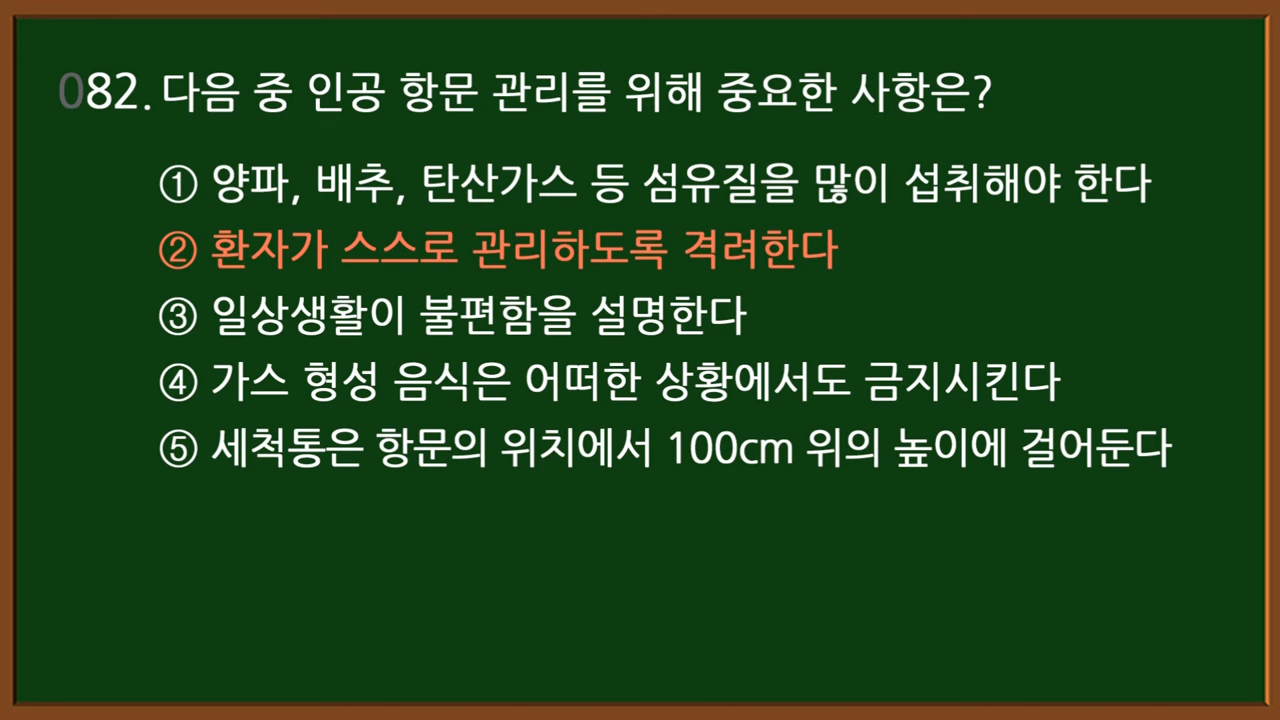 082. 다음 중 인공 항문 관리를 위해 중요한 사항은?
① 양파, 배추, 탄산가스 등 섬유질을 많이 섭취해야 한다
② 환자가 스스로 관리하도록 격려한다
③ 일상생활이 불편함을 설명한다
④ 가스 형성 음식은 어떠한 상황에서도 금지시킨다
⑤ 세척통은 항문의 위치에서 100cm 위의 높이에 걸어둔다